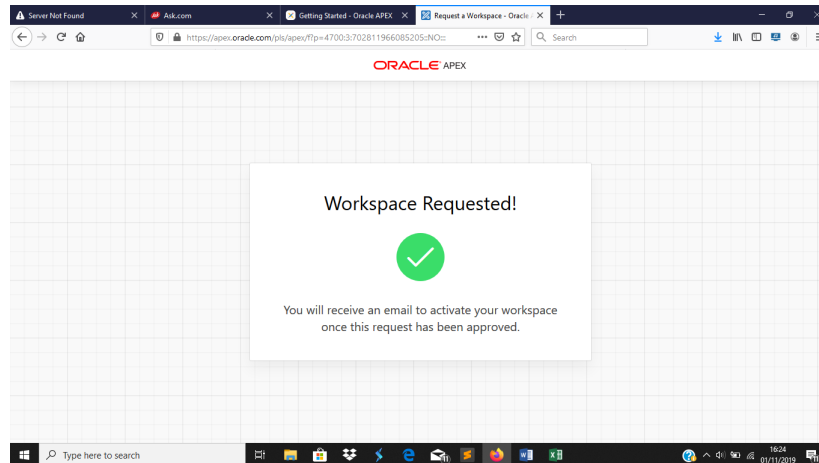 Server Not Found
Ask.com
Getting Started - Oracle APEX
Request a Workspace - Oracle
https://apex.oracle.com/pls/apex/f?p=4700:3:702811966085205::NO:::
Search
ORACLE APEX
Workspace Requested!
You will receive an email to activate your workspace
once this request has been approved.
Type here to search
16:24
01/11/2019